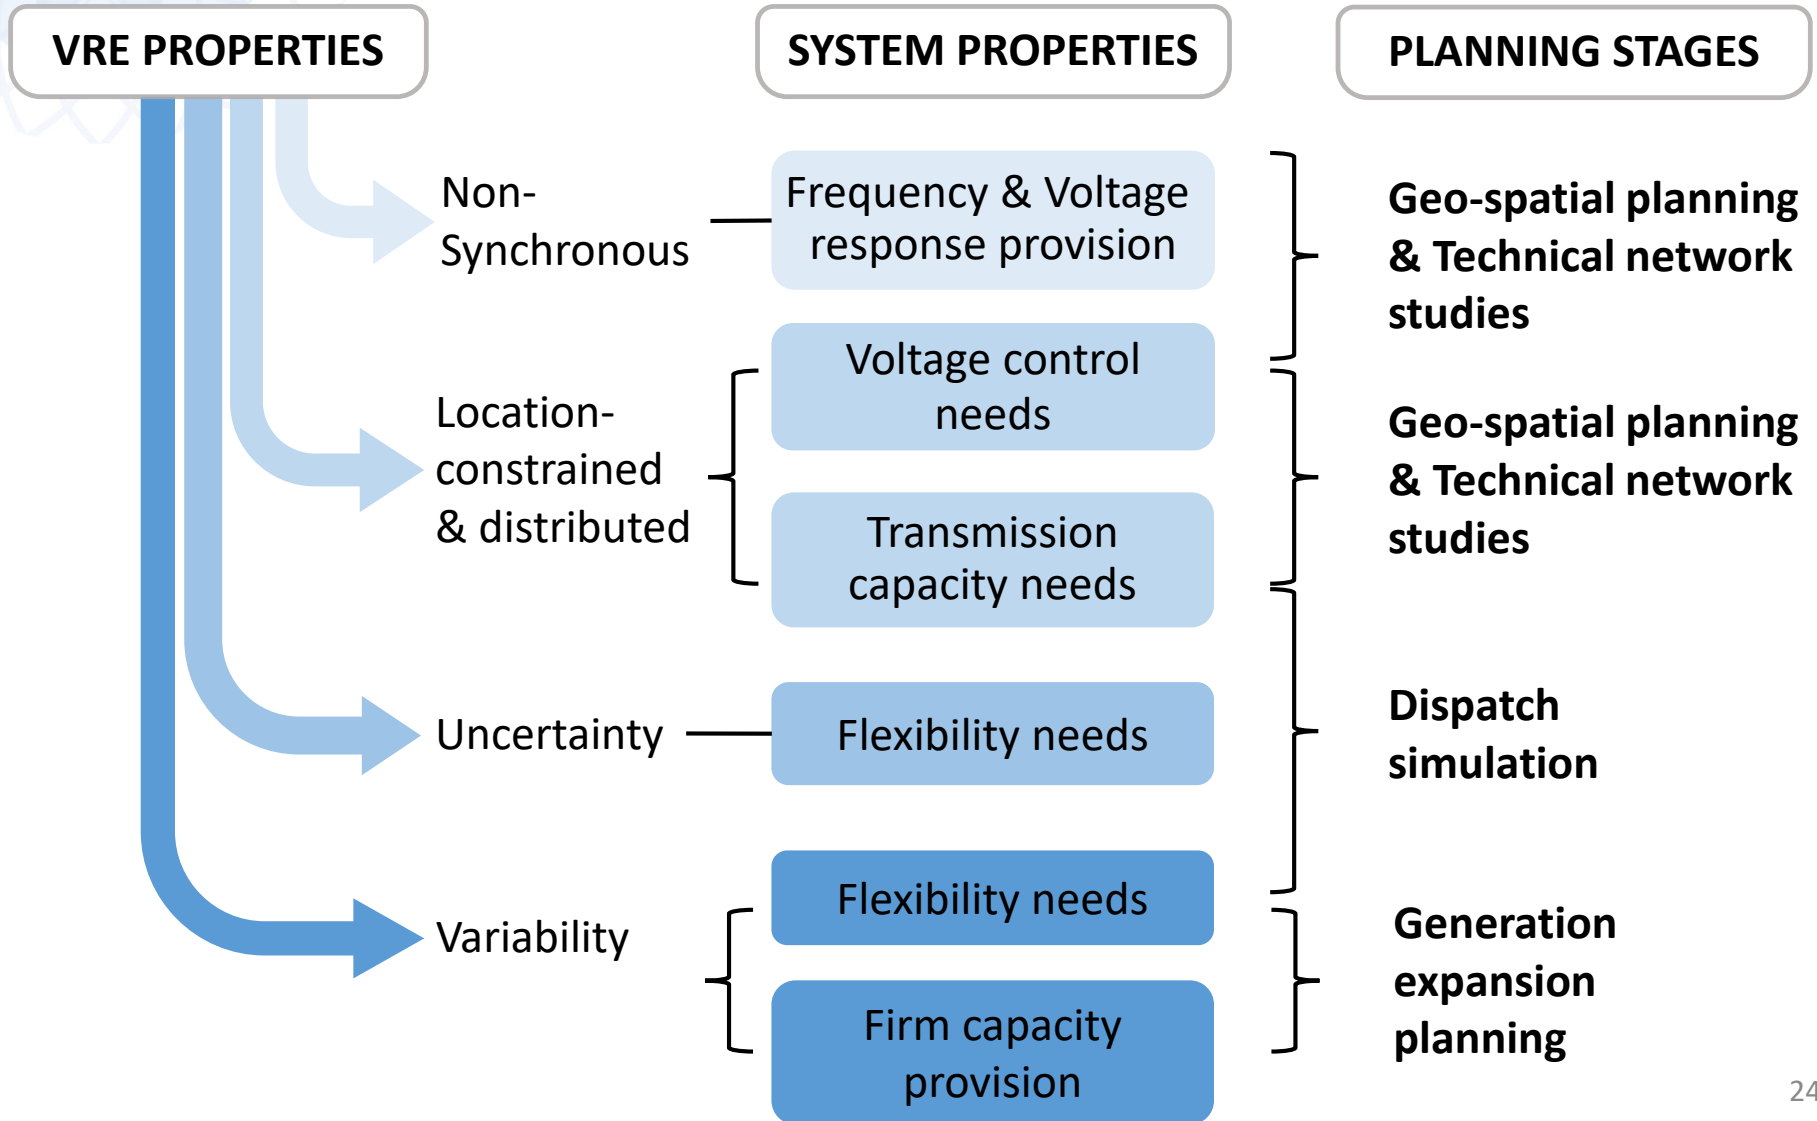 VRE PROPERTIES
SYSTEM PROPERTIES
PLANNING STAGES
Non-
Synchronous
Frequency & Voltage
response provision
Geo-spatial planning
& Technical network
studies
Location-
constrained
& distributed
Voltage control
needs
Transmission
capacity needs
Geo-spatial planning
& Technical network
studies
Uncertainty
Flexibility needs
Dispatch
simulation
Variability
Flexibility needs
Firm capacity
provision
Generation
expansion
planning
24